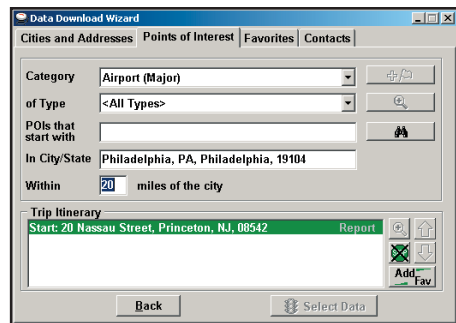 Data Download Wizard
Cities and Addresses Points of Interest Favorites Contacts
Category Airport (Major)
of Type <All Types>
POIs that
start with
In City/State Philadelphia, PA, Philadelphia, 19104
Within 20 miles of the city
Trip Itinerary
Start: 20 Nassau Street, Princeton, NJ, 08542 Report
Add
Fav
Back Select Data